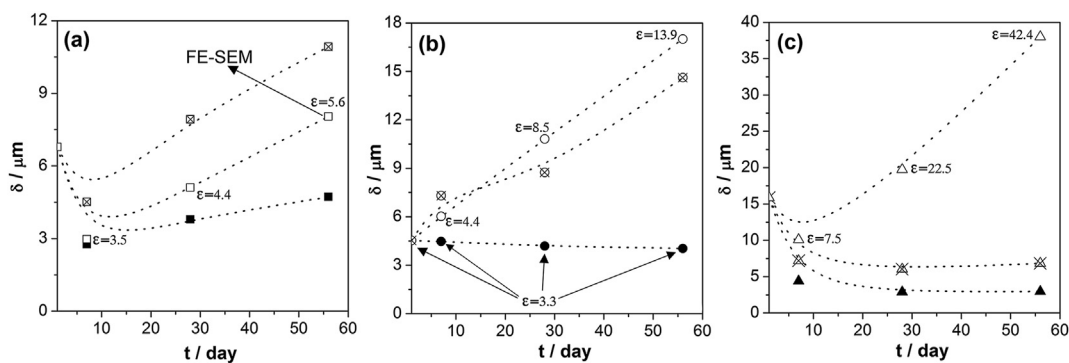 (a)
FE-SEM
ε=5.6
ε=4.4
ε=3.5
δ / μm
12
9
6
3
0
0 10 20 30 40 50 60
t / day
(b)
ε=13.9
ε=8.5
ε=4.4
ε=3.3
δ / μm
18
15
12
9
6
3
0
10 20 30 40 50 60
t / day
(c)
ε=42.4
ε=22.5
ε=7.5
δ / μm
40
35
30
25
20
15
10
5
0
10 20 30 40 50 60
t / day